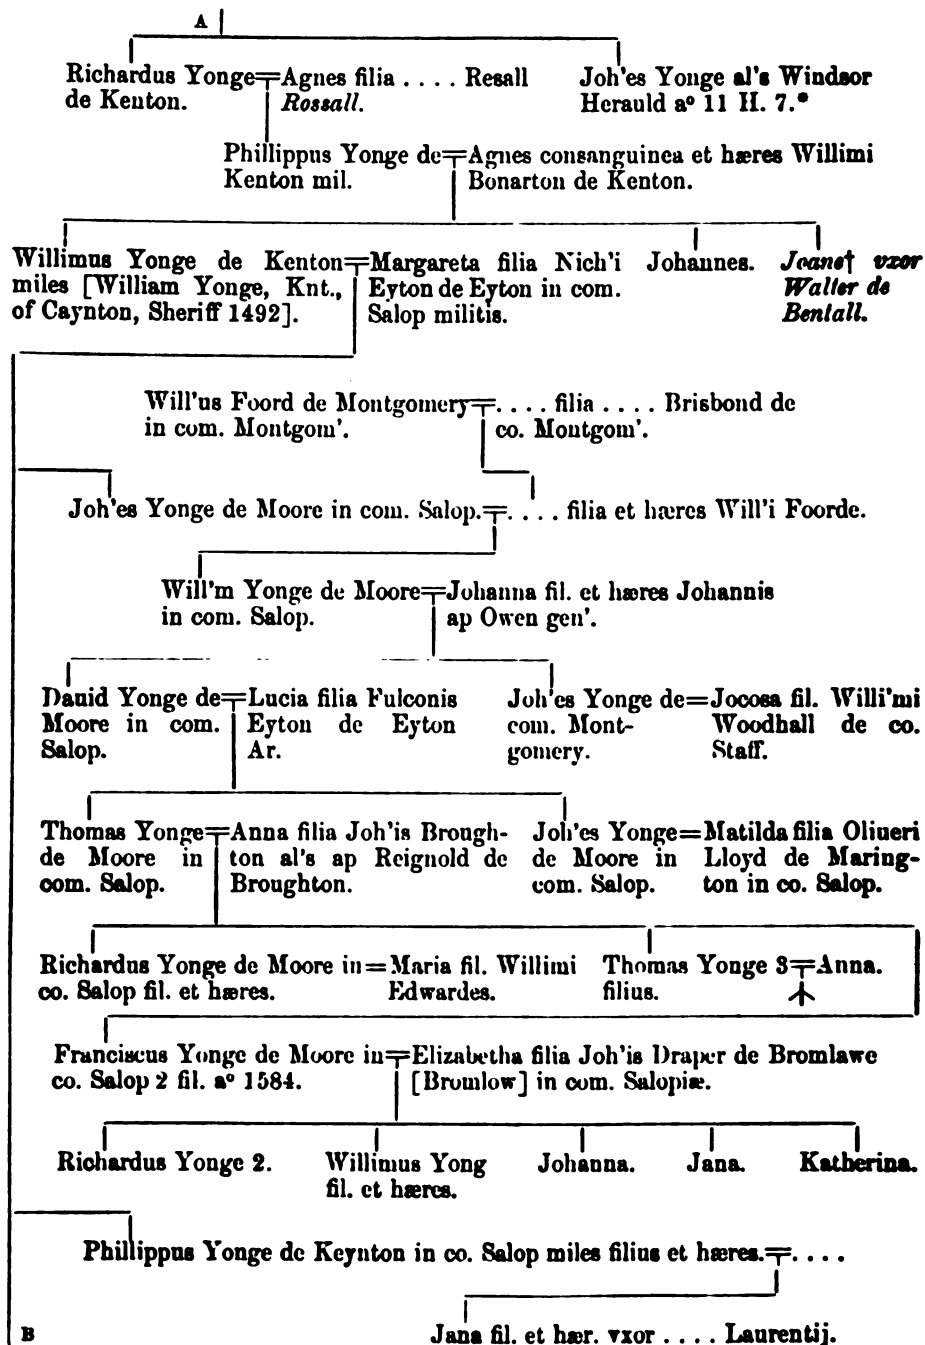 A
Richardus Yonge=Agnes filia . . . . Resall
de Kenton. Rossall.
Joh'es Yonge al's Windsor
Herauld aº 11 H. 7.*
Phillippus Yonge de=Agnes consanguinea et hæres Willimi
Kenton mil. Bonarton de Kenton.
Willimus Yonge de Kenton=Margareta filia Nich'i
miles [William Yonge, Knt., Eyton de Eyton in com.
of Caynton, Sheriff 1492]. Salop militis.
Johannes.
Joane† vxor
Walter de
Bentall.
Will'us Foord de Montgomery=. . . . filia . . . . Brisbond de
in com. Montgom'. co. Montgom'.
Joh'es Yonge de Moore in com. Salop.=. . . . filia et hæres Will'i Foorde.
Will'm Yonge de Moore=Johanna fil. et hæres Johannis
in com. Salop. ap Owen gen'.
Dauid Yonge de=Lucia filia Fulconis
Moore in com. Eyton de Eyton
Salop. Ar.
Joh'es Yonge de=Jocosa fil. Willi'mi
com. Mont- Woodhall de co.
gomery. Staff.
Thomas Yonge=Anna filia Joh'is Brough-
de Moore in ton al's ap Reignold de
com. Salop. Broughton.
Joh'es Yonge=Matilda filia Oliueri
de Moore in Lloyd de Maring-
com. Salop. ton in co. Salop.
Richardus Yonge de Moore in=Maria fil. Willimi
co. Salop fil. et hæres. Edwardes.
Thomas Yonge 3=Anna.
filius.
Franciscus Yonge de Moore in=Elizabetha filia Joh'is Draper de Bromlawe
co. Salop 2 fil. aº 1584. [Bromlow] in com. Salopiæ.
Richardus Yonge 2.
Willimus Yong
fil. et hæres.
Johanna.
Jana.
Katherina.
Phillippus Yonge de Keynton in co. Salop miles filius et hæres.=. . . .
B
Jana fil. et hær. vxor . . . . Laurentij.